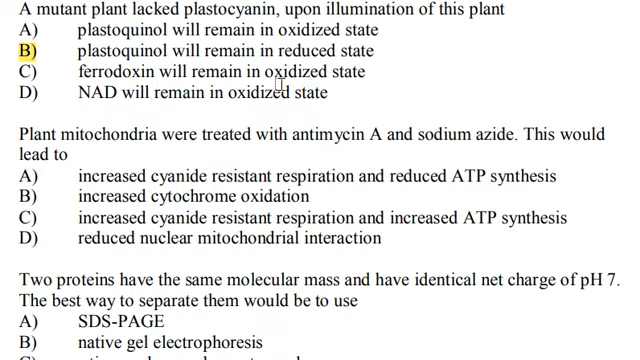 A mutant plant lacked plastocyanin, upon illumination of this plant
A) plastoquinol will remain in oxidized state
B) plastoquinol will remain in reduced state
C) ferrodoxin will remain in oxidized state
D) NAD will remain in oxidized state
Plant mitochondria were treated with antimycin A and sodium azide. This would
lead to
A) increased cyanide resistant respiration and reduced ATP synthesis
B) increased cytochrome oxidation
C) increased cyanide resistant respiration and increased ATP synthesis
D) reduced nuclear mitochondrial interaction
Two proteins have the same molecular mass and have identical net charge of pH 7.
The best way to separate them would be to use
A) SDS-PAGE
B) native gel electrophoresis